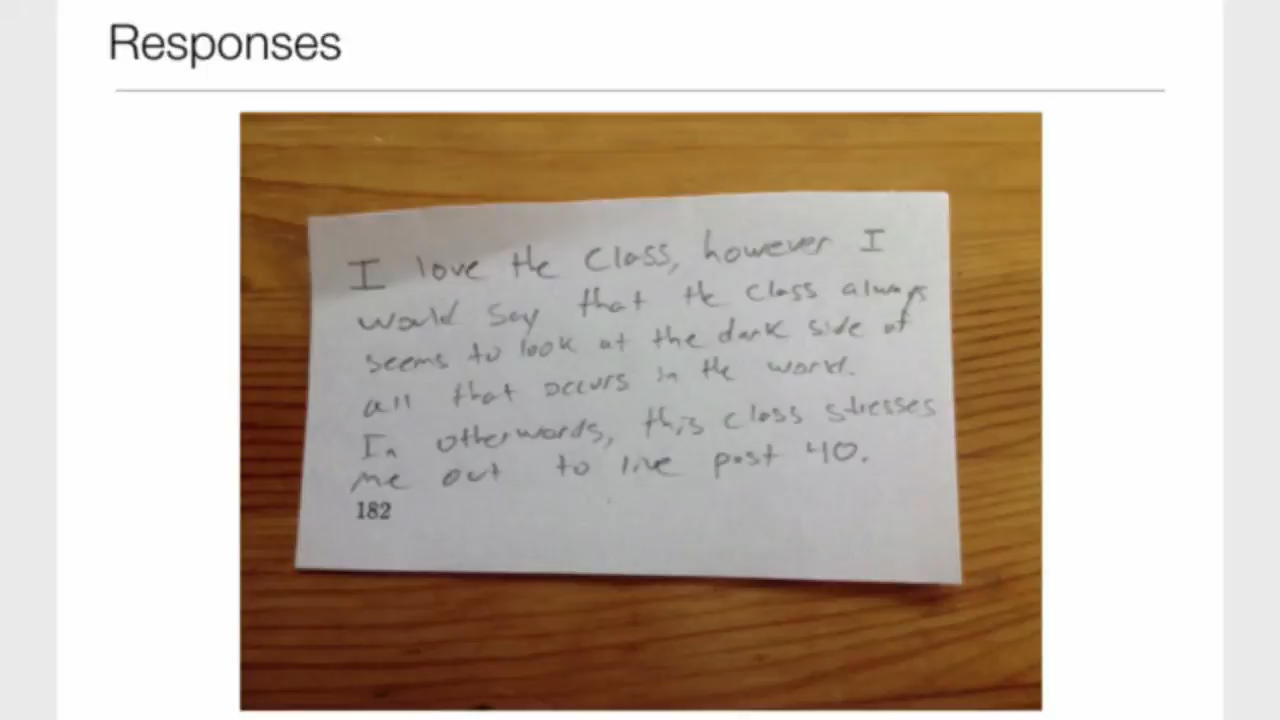 Responses
I love the class, however I
would say that the class always
seems to look at the dark side of
all that occurs in the world.
In otherwords, this class stresses
me out to live past 40.
182